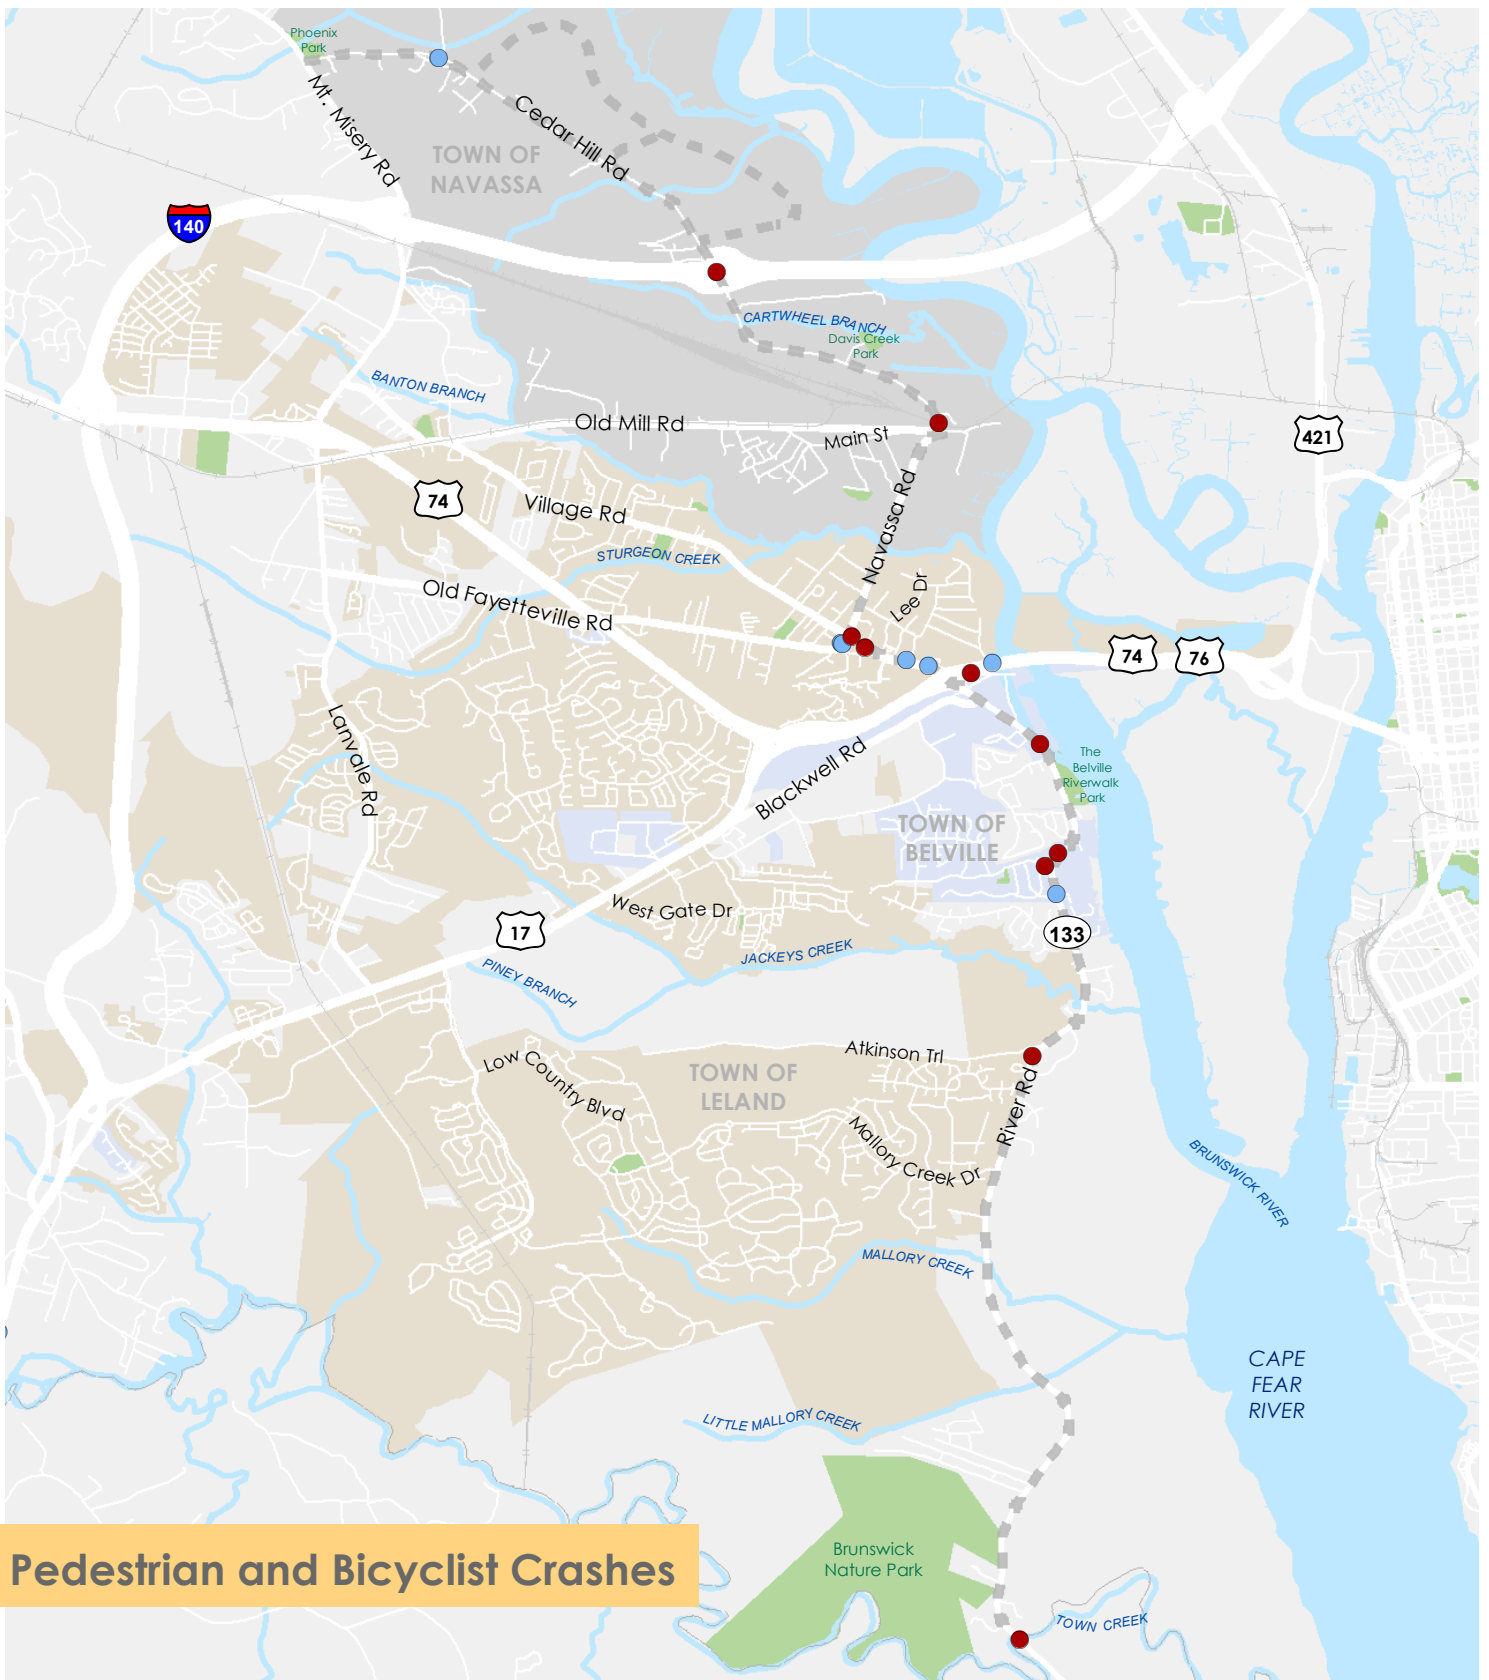 Phoenix
Park
Mt. Misery Rd
Cedar Hill Rd
TOWN OF
NAVASSA
140
CARTWHEEL BRANCH
Davis Creek
Park
BANTON BRANCH
Old Mill Rd
Main St
421
74
Village Rd
Navassa Rd
STURGEON CREEK
Old Fayetteville Rd
Lee Dr
74
76
Lanvale Rd
Blackwell Rd
The
Belville
Riverwalk
Park
TOWN OF
BELVILLE
West Gate Dr
17
133
JACKEYS CREEK
PINEY BRANCH
Low Country Blvd
Atkinson Trl
TOWN OF
LELAND
River Rd
Mallory Creek Dr
BRUNSWICK RIVER
MALLORY CREEK
CAPE
FEAR
RIVER
LITTLE MALLORY CREEK
Brunswick
Nature Park
Pedestrian and Bicyclist Crashes
TOWN CREEK